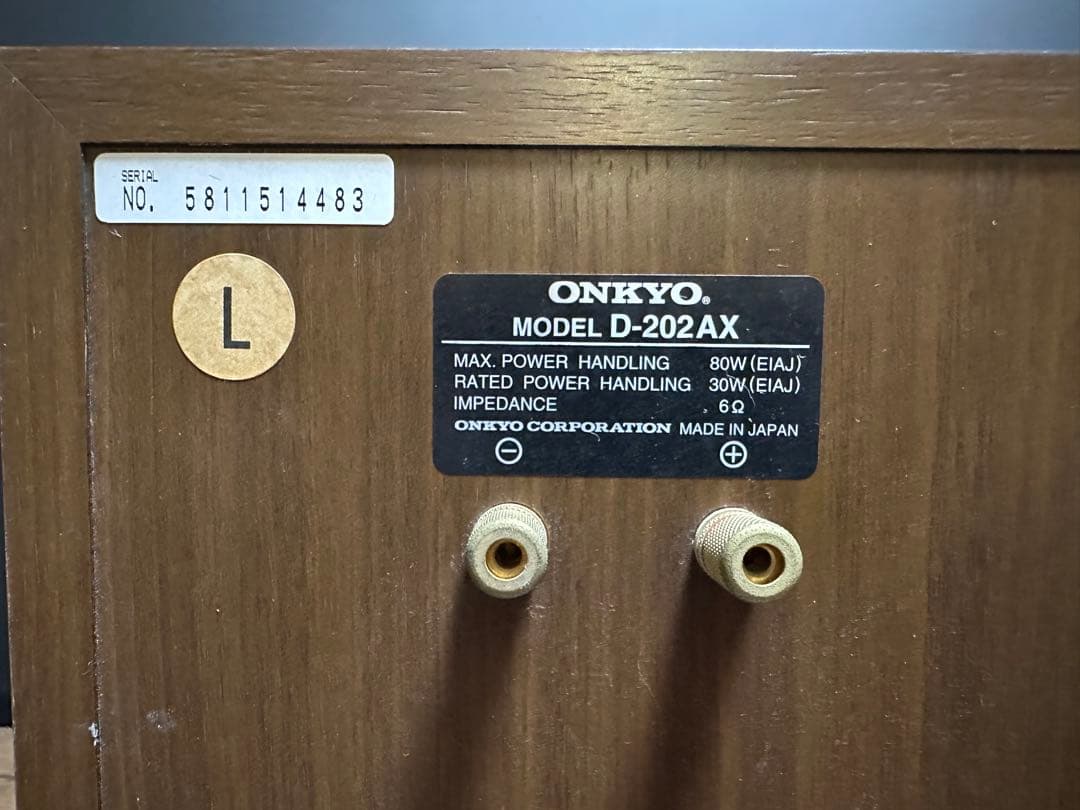 SERIAL
NO. 5811514483
L
ONKYO®
MODEL D-202AX
MAX. POWER HANDLING 80W (EIAJ)
RATED POWER HANDLING 30W (EIAJ)
IMPEDANCE 6Ω
ONKYO CORPORATION MADE IN JAPAN
⊖ ⊕